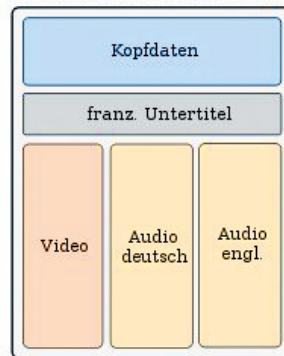 Kopfdaten
franz. Untertitel
Video
Audio
deutsch
Audio
engl.